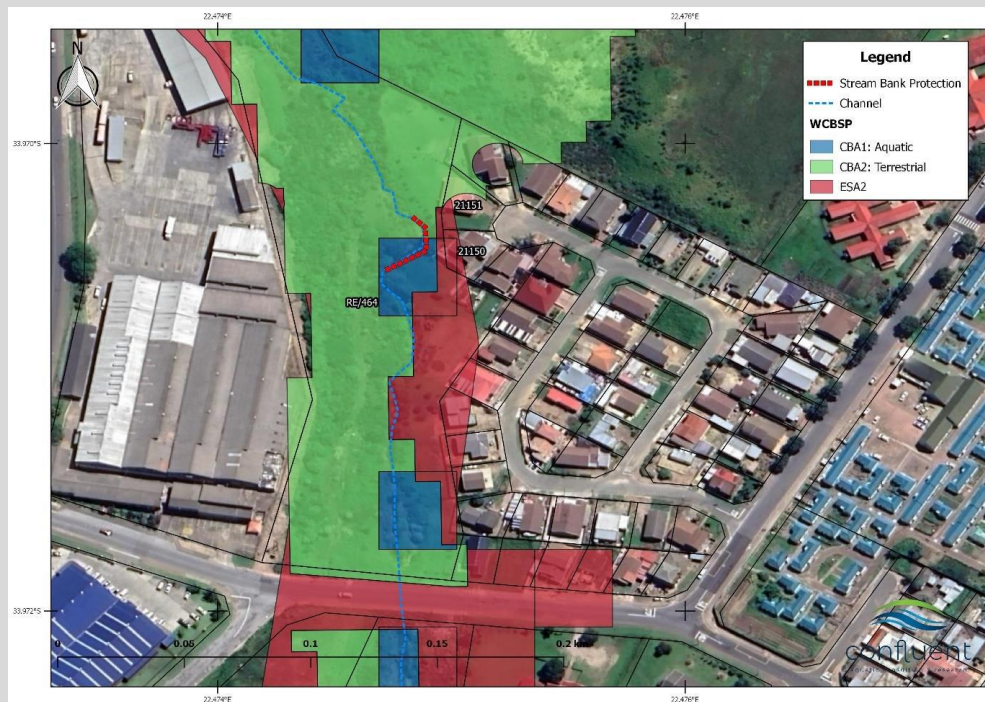 22.474°E
22.476°E
N
Legend
Stream Bank Protection
Channel
WCBSP
CBA1: Aquatic
CBA2: Terrestrial
ESA2
33.970°S
21151
21150
RE/464
33.972°S
0
0.05
0.1
0.15
0.2 km
confluent
22.474°E
22.476°E